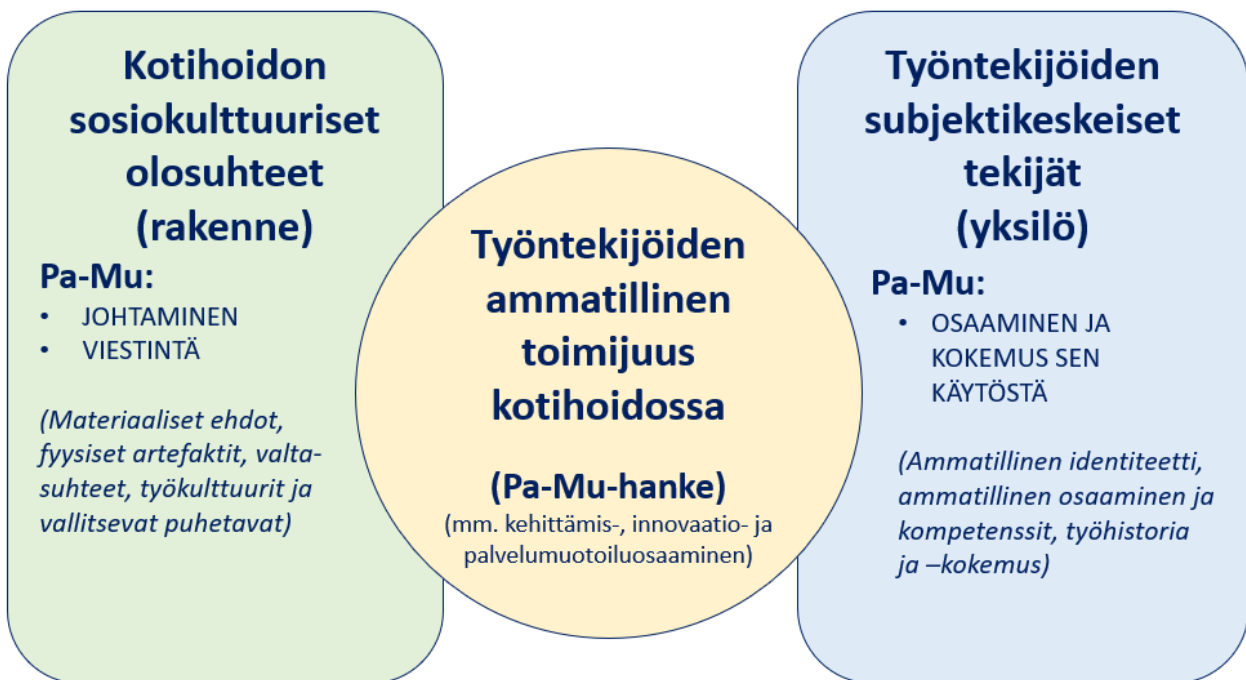 Kotihoidon
sosiokulttuuriset
olosuhteet
(rakenne)
Pa-Mu:
• JOHTAMINEN
• VIESTINTÄ
(Materiaaliset ehdot,
fyysiset artefaktit, valta-
suhteet, työkulttuurit ja
vallitsevat puhetavat)
Työntekijöiden
ammatillinen
toimijuus
kotihoidossa
(Pa-Mu-hanke)
(mm. kehittämis-, innovaatio- ja
palvelumuotoiluosaaminen)
Työntekijöiden
subjektikeskeiset
tekijät
(yksilö)
Pa-Mu:
• OSAAMINEN JA
KOKEMUS SEN
KÄYTÖSTÄ
(Ammatillinen identiteetti,
ammatillinen osaaminen ja
kompetenssit, työhistoria
ja –kokemus)